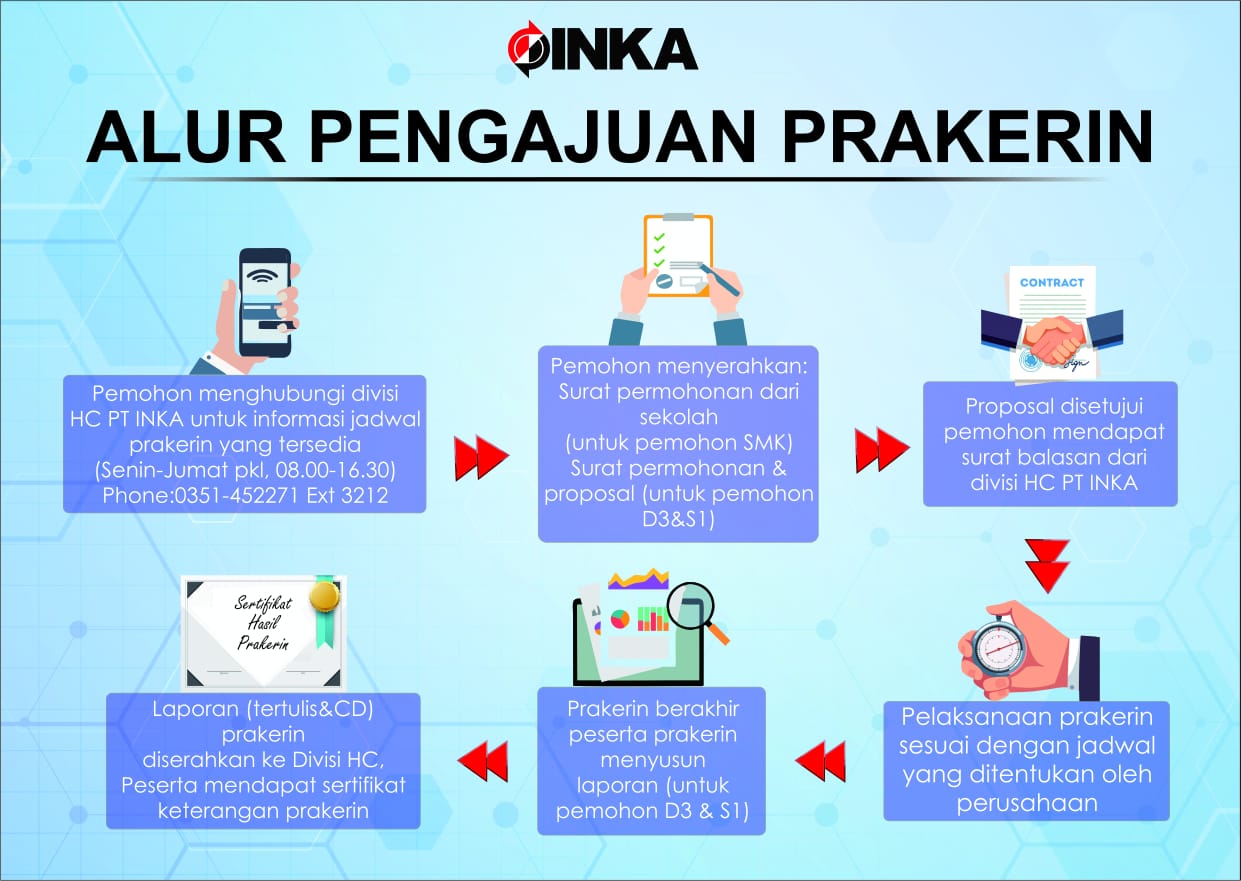 INKA
ALUR PENGAJUAN PRAKERIN
Pemohon menghubungi divisi
HC PT INKA untuk informasi jadwal
prakerin yang tersedia
(Senin-Jumat pkl, 08.00-16.30)
Phone:0351-452271 Ext 3212
Pemohon menyerahkan:
Surat permohonan dari
sekolah
(untuk pemohon SMK)
Surat permohonan &
proposal (untuk pemohon
D3&S1)
CONTRACT
Sign
Proposal disetujui
pemohon mendapat
surat balasan dari
divisi HC PT INKA
Pelaksanaan prakerin
sesuai dengan jadwal
yang ditentukan oleh
perusahaan
Prakerin berakhir
peserta prakerin
menyusun
laporan (untuk
pemohon D3 & S1)
Sertifikat
Hasil
Prakerin
Laporan (tertulis&CD)
prakerin
diserahkan ke Divisi HC,
Peserta mendapat sertifikat
keterangan prakerin